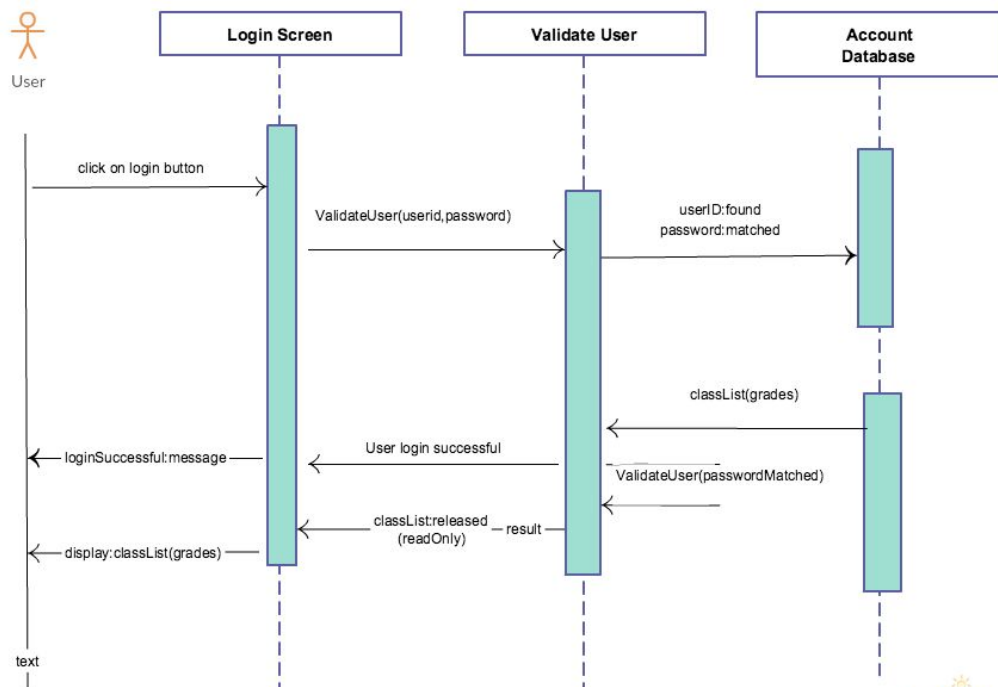 Login Screen
Validate User
Account
Database
User
click on login button
ValidateUser(userid,password)
userID:found
password:matched
classList(grades)
User login successful
loginSuccessful:message
ValidateUser(passwordMatched)
classList:released
(readOnly)
result
display:classList(grades)
text